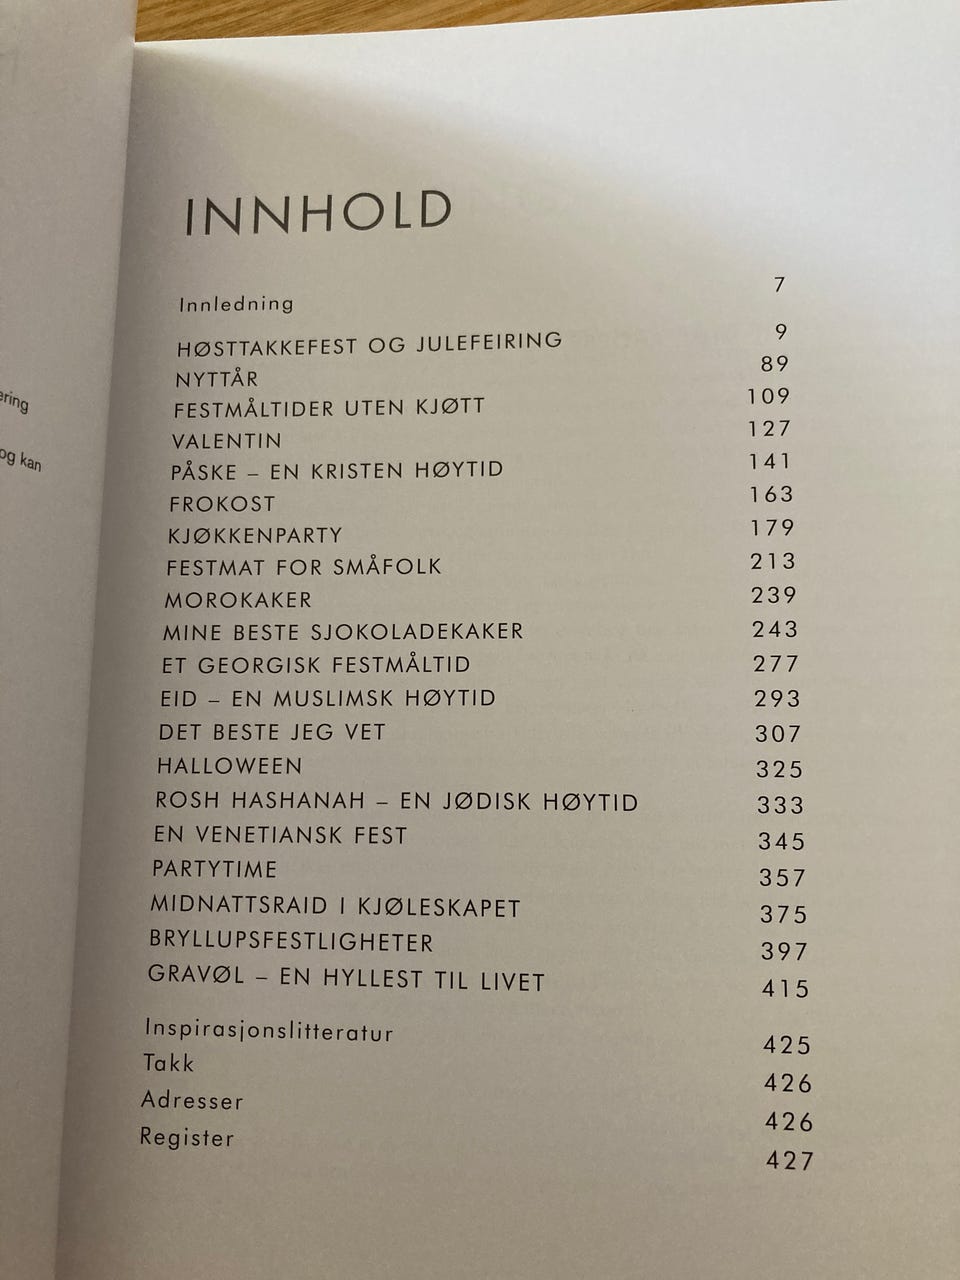 ering
og kan
INNHOLD
Innledning 7
HØSTTAKKEFEST OG JULEFEIRING 9
NYTTÅR 89
FESTMÅLTIDER UTEN KJØTT 109
VALENTIN 127
PÅSKE – EN KRISTEN HØYTID 141
FROKOST 163
KJØKKENPARTY 179
FESTMAT FOR SMÅFOLK 213
MOROKAKER 239
MINE BESTE SJOKOLADEKAKER 243
ET GEORGISK FESTMÅLTID 277
EID – EN MUSLIMSK HØYTID 293
DET BESTE JEG VET 307
HALLOWEEN 325
ROSH HASHANAH – EN JØDISK HØYTID 333
EN VENETIANSK FEST 345
PARTYTIME 357
MIDNATTSRAID I KJØLESKAPET 375
BRYLLUPSFESTLIGHETER 397
GRAVØL – EN HYLLEST TIL LIVET 415
Inspirasjonslitteratur 425
Takk 426
Adresser 426
Register 427